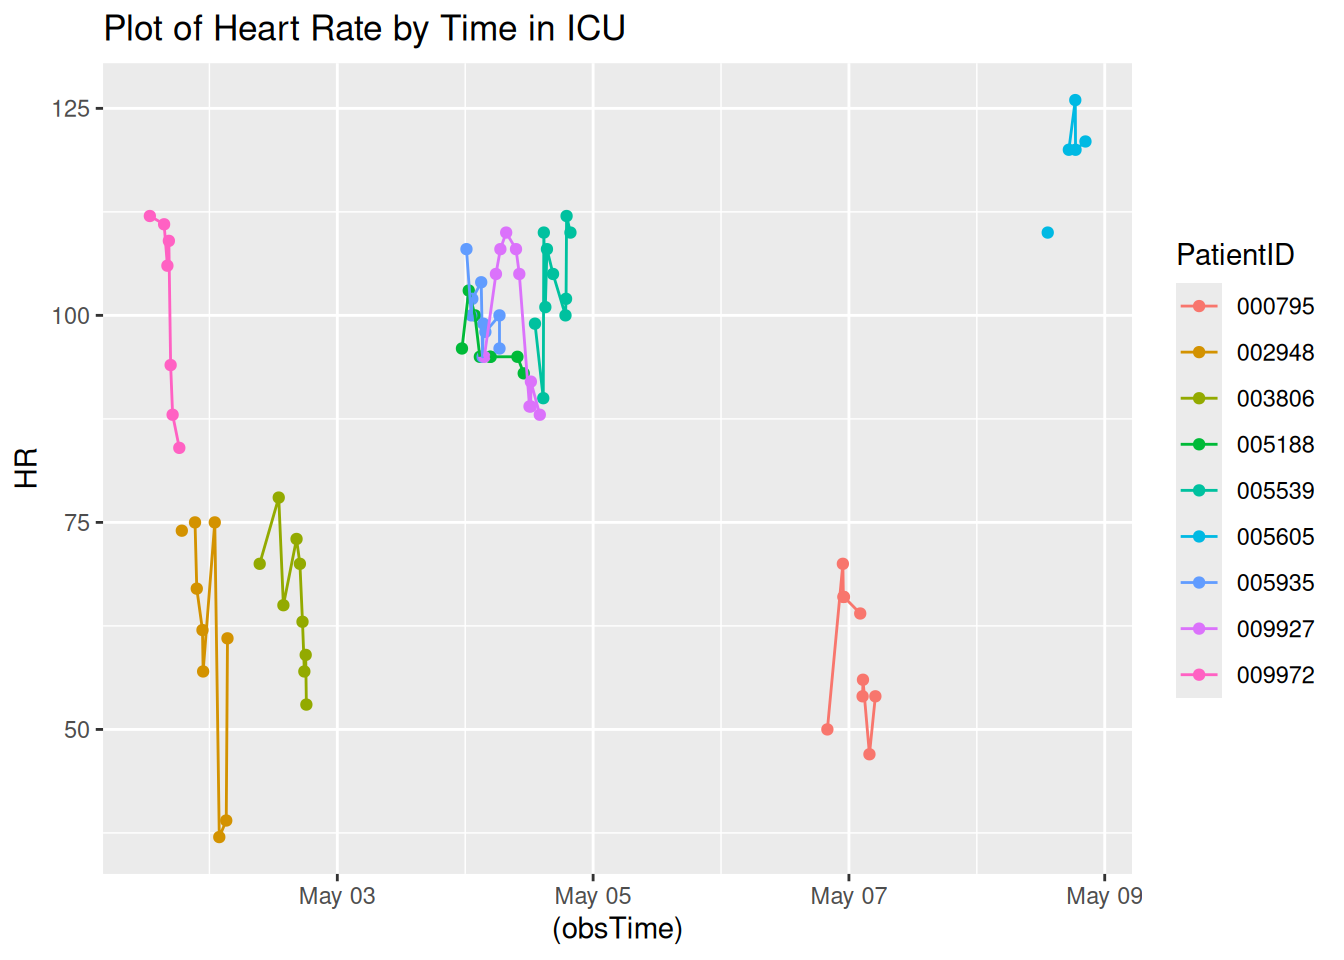 Plot of Heart Rate by Time in ICU
125
100
75
50
HR
May 03
May 05
May 07
May 09
(obsTime)
PatientID
000795
002948
003806
005188
005539
005605
005935
009927
009972